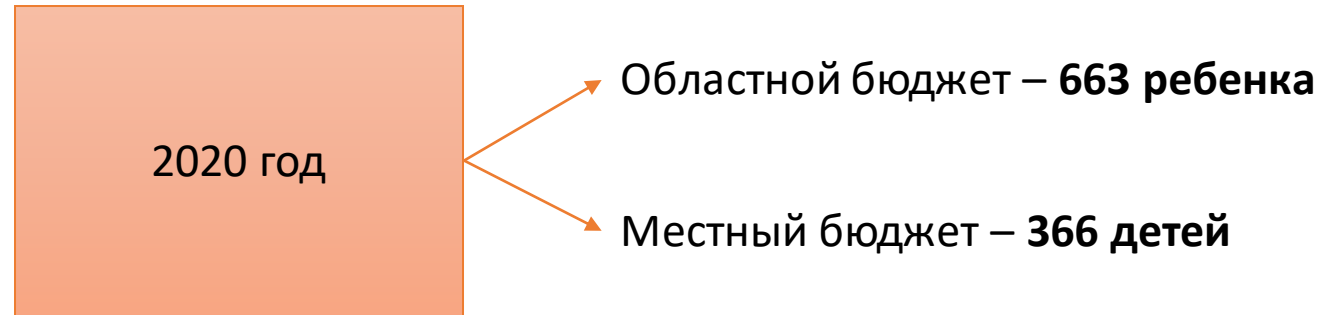 2020 год
Областной бюджет – 663 ребенка
Местный бюджет – 366 детей